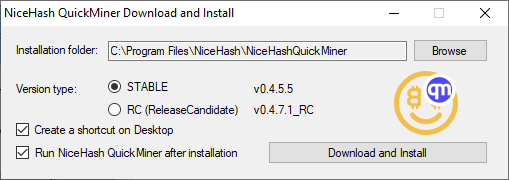 NiceHash QuickMiner Download and Install
Installation folder: C:\Program Files\NiceHash\NiceHashQuickMiner Browse
Version type: STABLE v0.4.5.5
RC (ReleaseCandidate) v0.4.7.1_RC
qm
Create a shortcut on Desktop
Run NiceHash QuickMiner after installation Download and Install